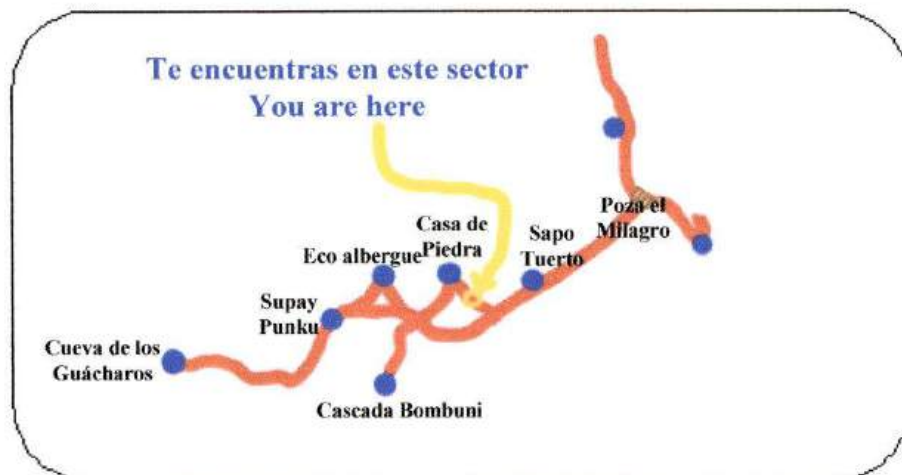 Te encuentras en este sector
You are here
Poza el
Milagro
Casa de
Piedra
Sapo
Tuerto
Eco albergue
Supay
Punku
Cueva de los
Guácharos
Cascada Bombuni